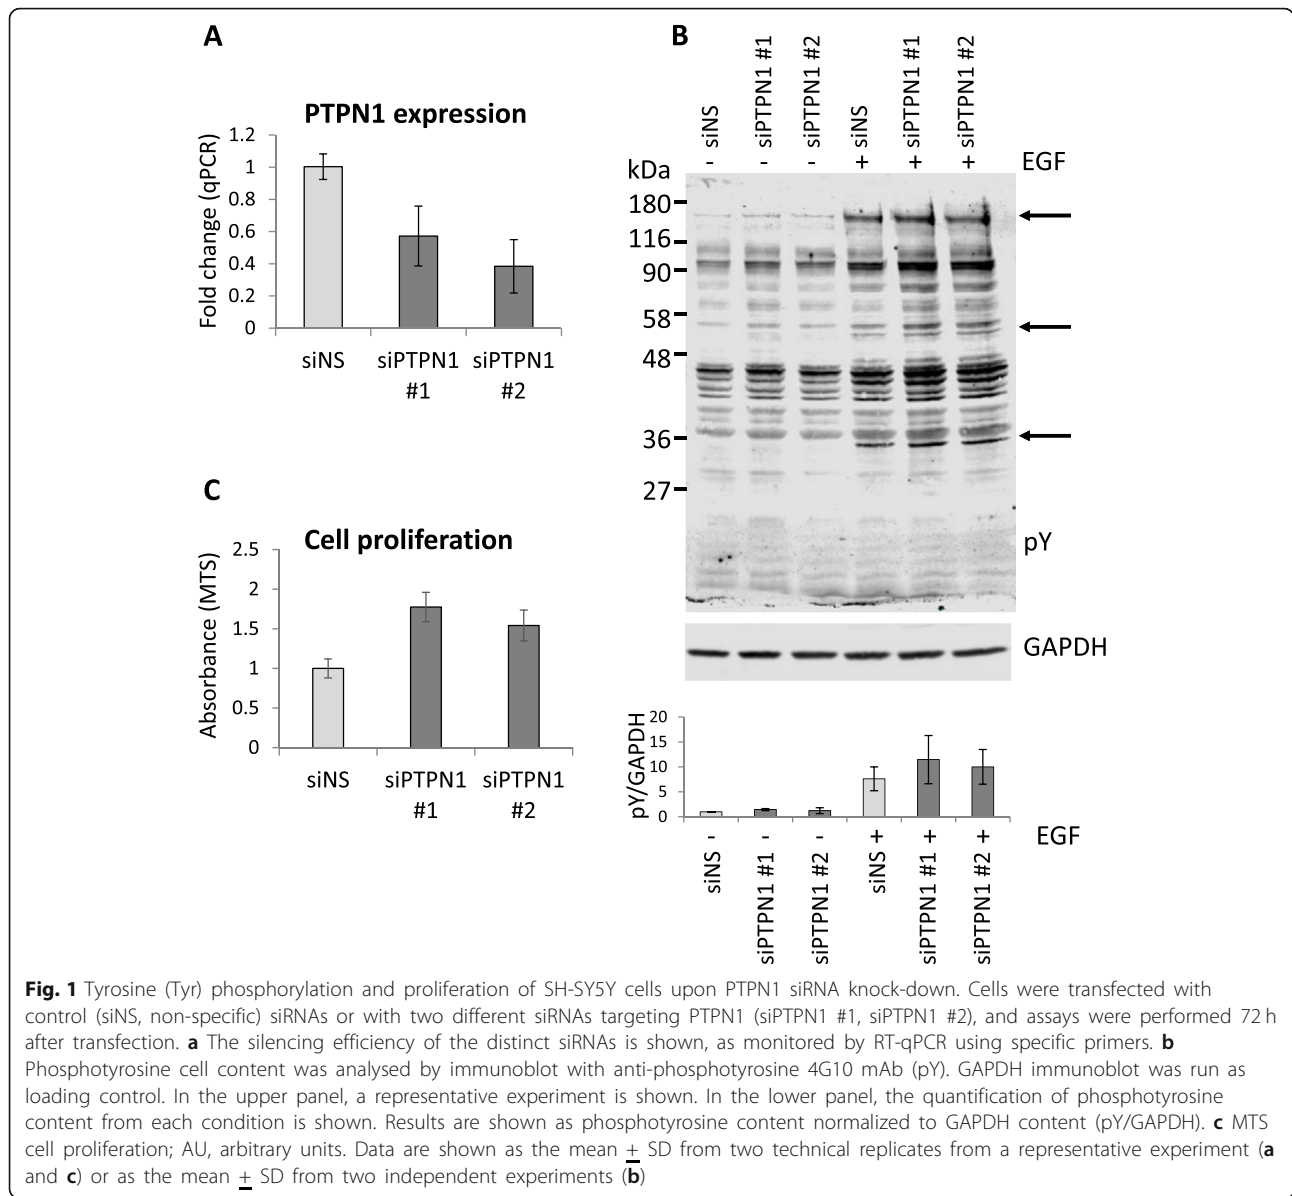 A
PTPN1 expression
Fold change (qPCR)
1.2
1
0.8
0.6
0.4
0.2
0
siNS
siPTPN1
#1
siPTPN1
#2
B
siNS
siPTPN1 #1
siPTPN1 #2
siNS
siPTPN1 #1
siPTPN1 #2
- - - + + + EGF
kDa
180
116
90
58
48
36
27
pY
GAPDH
pY/GAPDH
20
15
10
5
0
- - - + + + EGF
siNS
siPTPN1 #1
siPTPN1 #2
siNS
siPTPN1 #1
siPTPN1 #2
C
Cell proliferation
Absorbance (MTS)
2.5
2
1.5
1
0.5
0
siNS
siPTPN1
#1
siPTPN1
#2
Fig. 1 Tyrosine (Tyr) phosphorylation and proliferation of SH-SY5Y cells upon PTPN1 siRNA knock-down. Cells were transfected with
control (siNS, non-specific) siRNAs or with two different siRNAs targeting PTPN1 (siPTPN1 #1, siPTPN1 #2), and assays were performed 72 h
after transfection. a The silencing efficiency of the distinct siRNAs is shown, as monitored by RT-qPCR using specific primers. b
Phosphotyrosine cell content was analysed by immunoblot with anti-phosphotyrosine 4G10 mAb (pY). GAPDH immunoblot was run as
loading control. In the upper panel, a representative experiment is shown. In the lower panel, the quantification of phosphotyrosine
content from each condition is shown. Results are shown as phosphotyrosine content normalized to GAPDH content (pY/GAPDH). c MTS
cell proliferation; AU, arbitrary units. Data are shown as the mean ± SD from two technical replicates from a representative experiment (a
and c) or as the mean ± SD from two independent experiments (b)